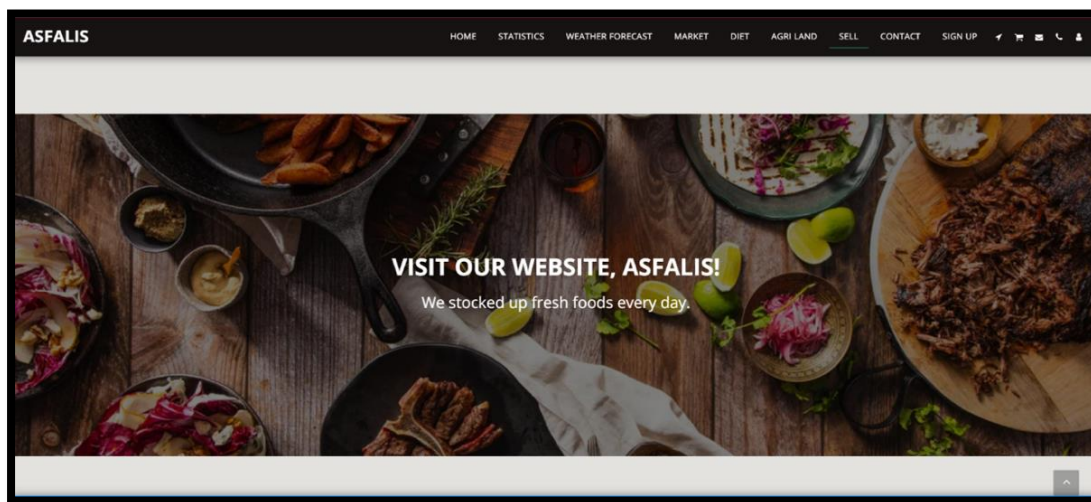 ASFALIS
HOME STATISTICS WEATHER FORECAST MARKET DIET AGRI LAND SELL CONTACT SIGN UP
VISIT OUR WEBSITE, ASFALIS!
We stocked up fresh foods every day.